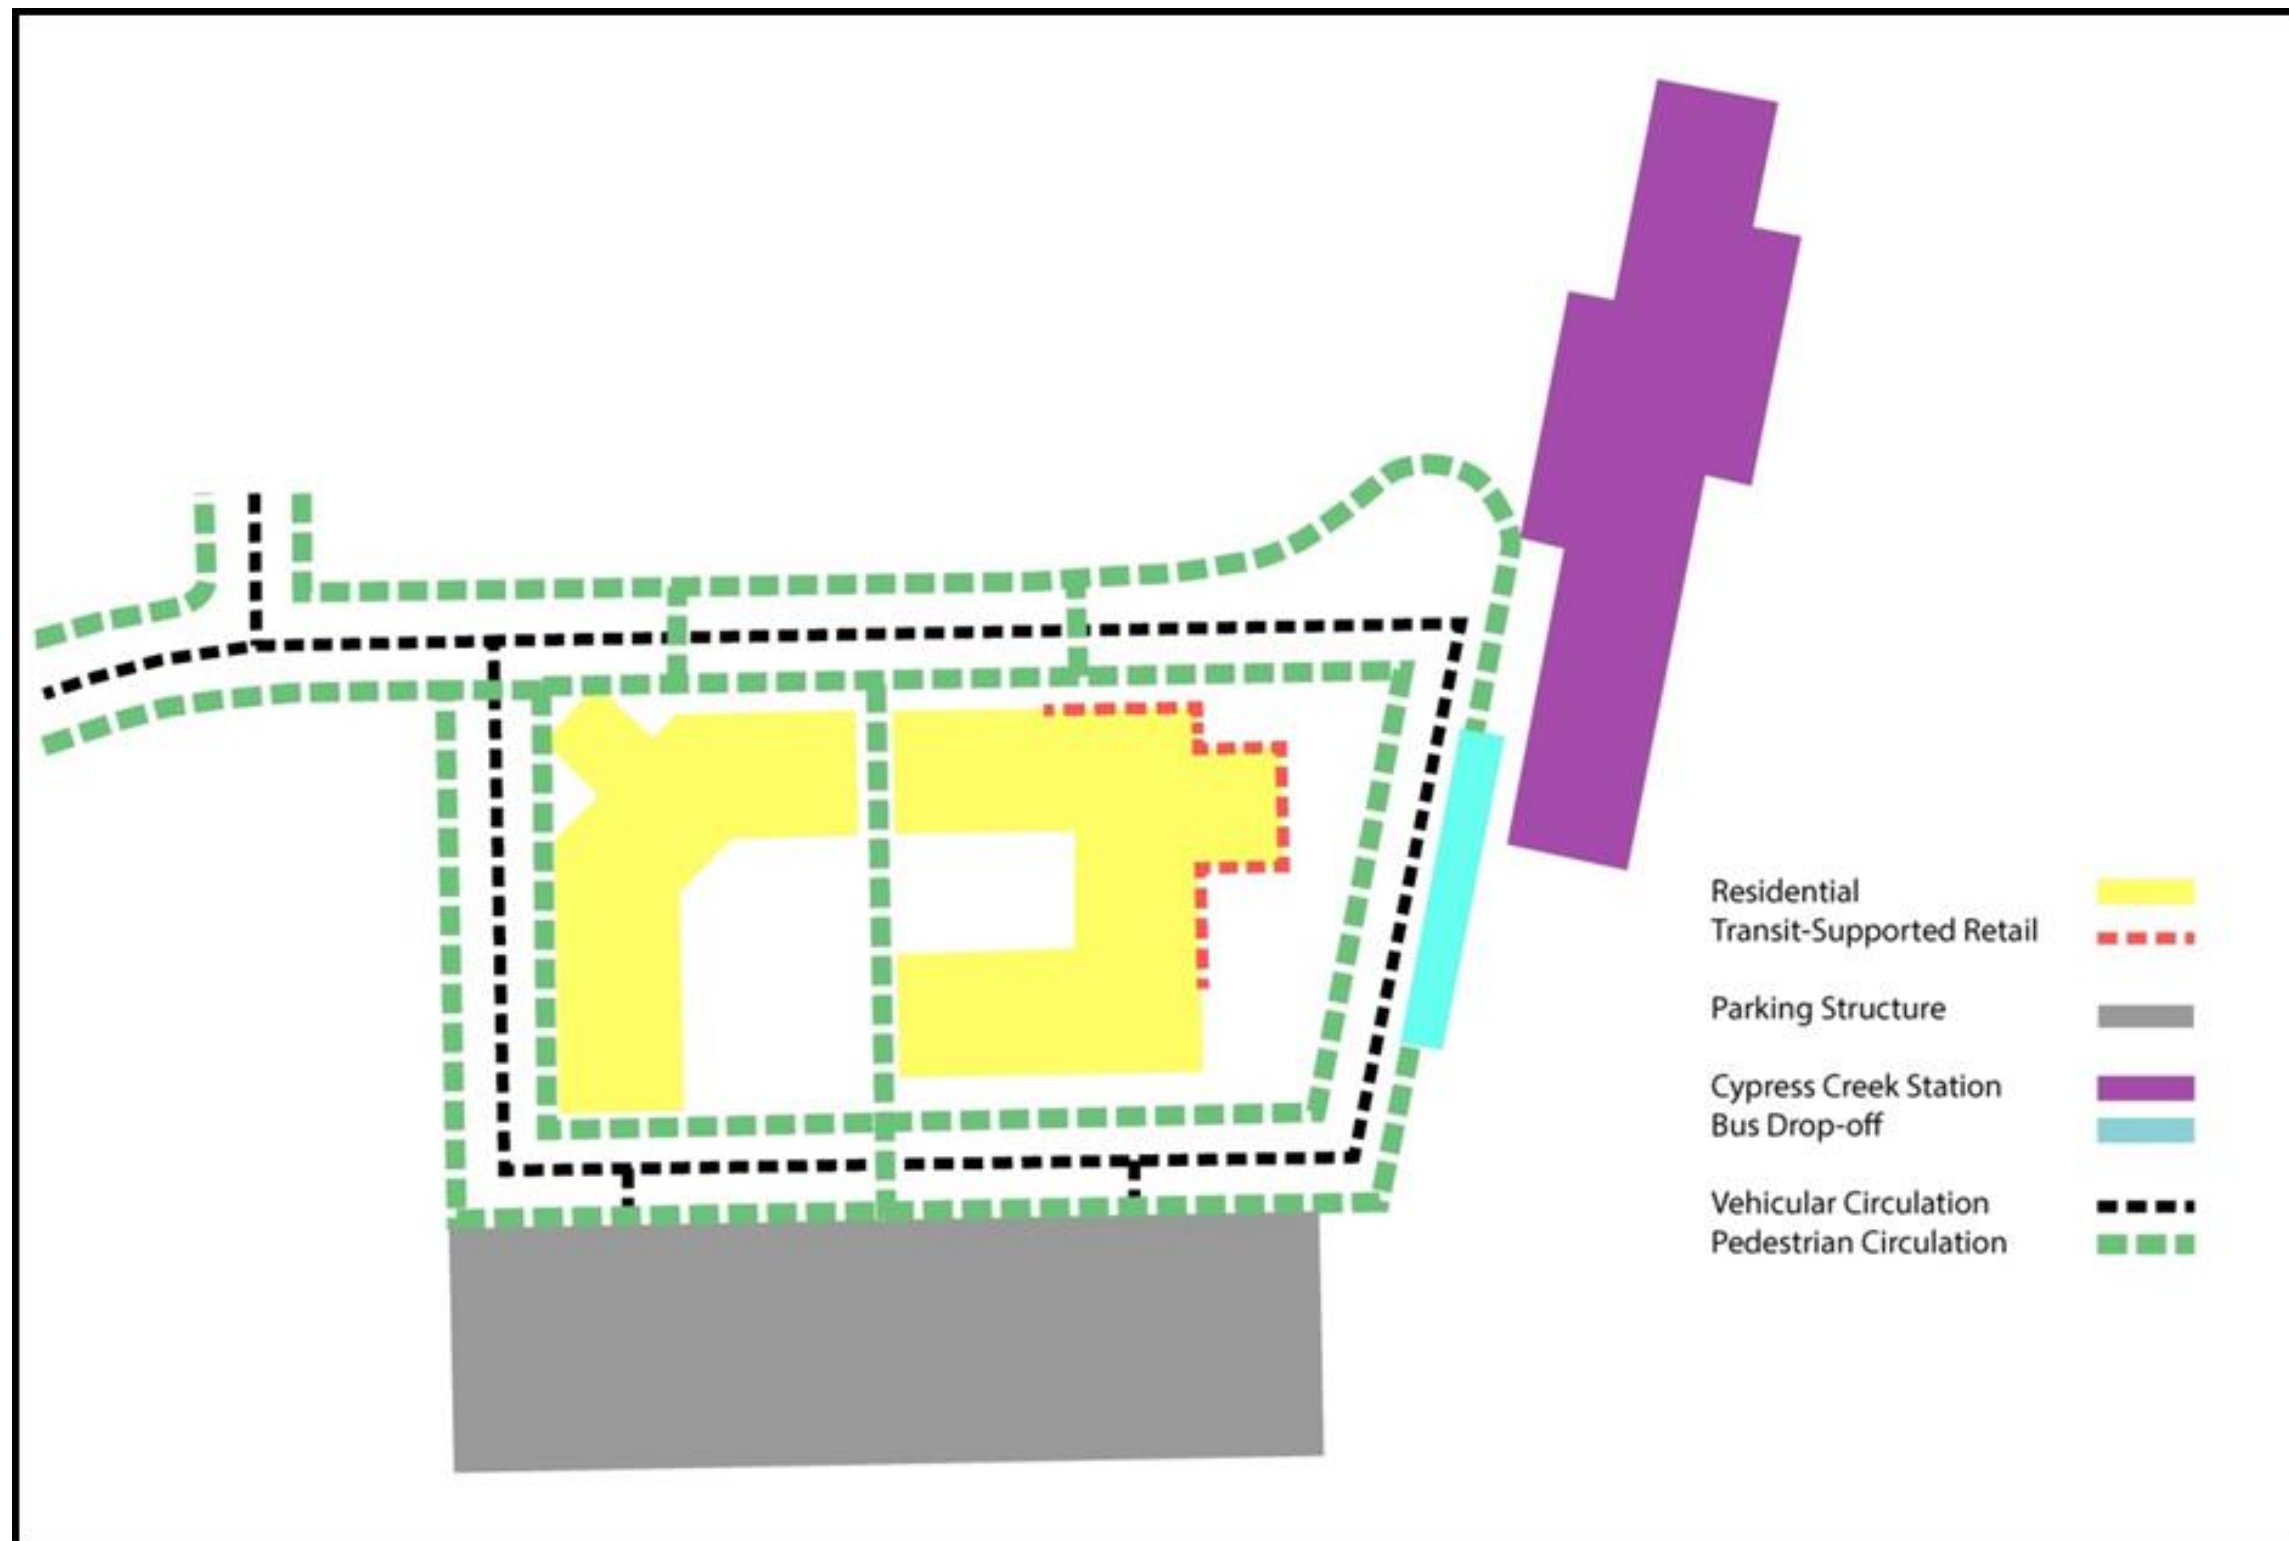 Residential
Transit-Supported Retail
Parking Structure
Cypress Creek Station
Bus Drop-off
Vehicular Circulation
Pedestrian Circulation